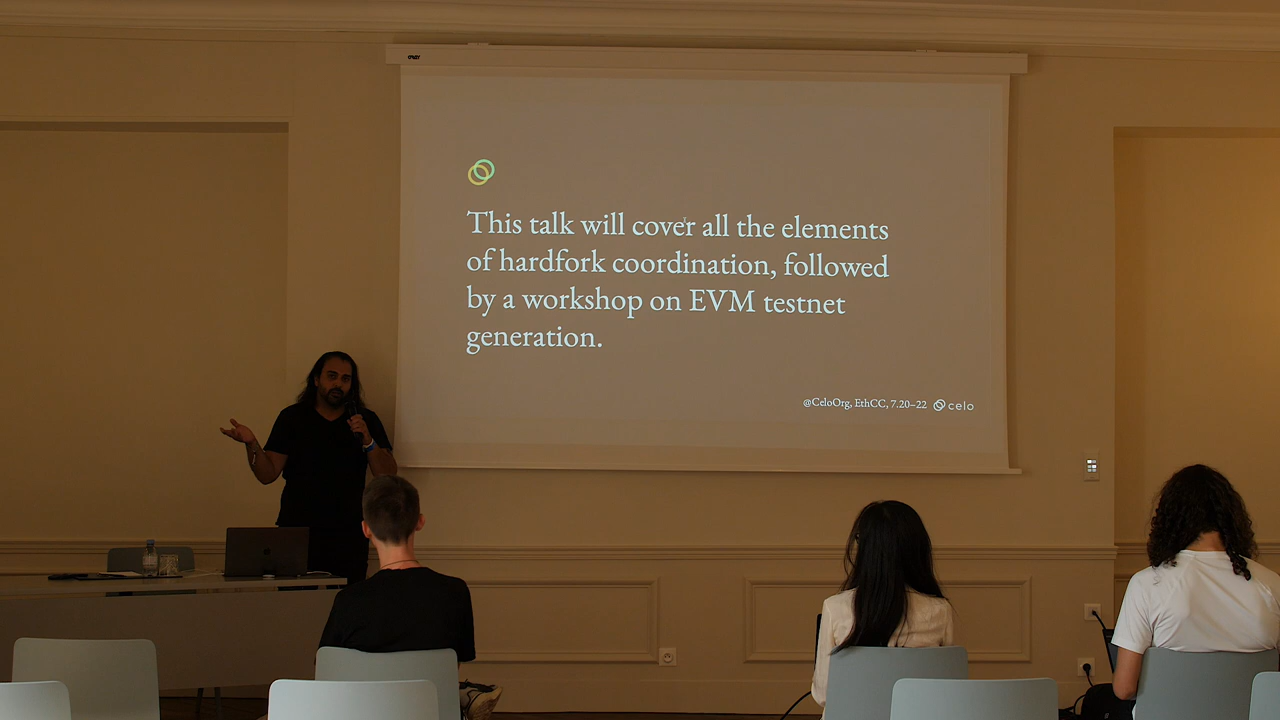 This talk will cover all the elements
of hardfork coordination, followed
by a workshop on EVM testnet
generation.
@CeloOrg, EthCC, 7.20–22 celo